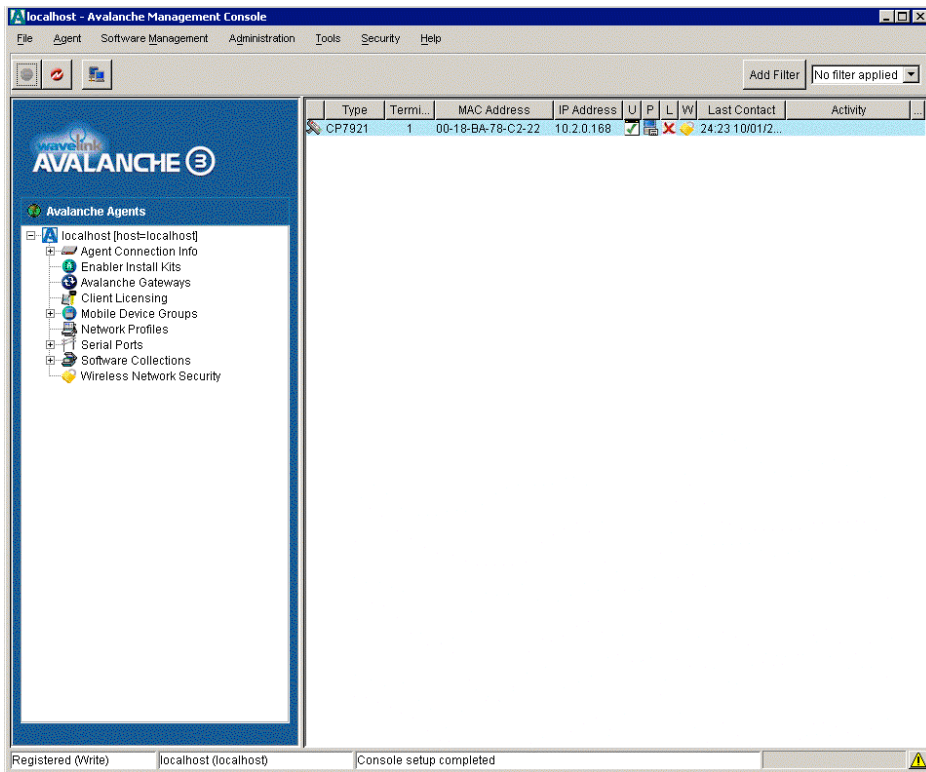 localhost - Avalanche Management Console
File Agent Software Management Administration Tools Security Help
Add Filter No filter applied
wavelink
AVALANCHE 3
Avalanche Agents
localhost [host=localhost]
Agent Connection Info
Enabler Install Kits
Avalanche Gateways
Client Licensing
Mobile Device Groups
Network Profiles
Serial Ports
Software Collections
Wireless Network Security
Type Termi... MAC Address IP Address U P L W Last Contact Activity ...
CP7921 1 00-18-BA-78-C2-22 10.2.0.168 24:23 10/01/2...
Registered (Write) localhost (localhost) Console setup completed